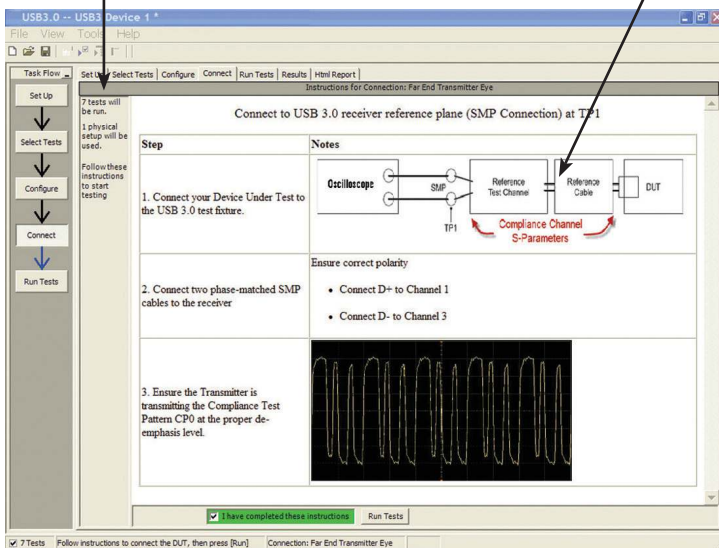 USB3.0 -- USB3 Device 1 *
File View Tools Help
Task Flow
Set Up
Select Tests
Configure
Connect
Run Tests
Set Up Select Tests Configure Connect Run Tests Results Html Report
Instructions for Connection: Far End Transmitter Eye
7 tests will
be run.
1 physical
setup will be
used.
Follow these
instructions
to start
testing
Connect to USB 3.0 receiver reference plane (SMP Connection) at TP1
Step
Notes
1. Connect your Device Under Test to
the USB 3.0 test fixture.
Oscilloscope
SMP
TP1
Reference
Test Channel
Reference
Cable
DUT
Compliance Channel
S-Parameters
2. Connect two phase-matched SMP
cables to the receiver
Ensure correct polarity
• Connect D+ to Channel 1
• Connect D- to Channel 3
3. Ensure the Transmitter is
transmitting the Compliance Test
Pattern CP0 at the proper de-
emphasis level.
I have completed these instructions
Run Tests
7 Tests Follow instructions to connect the DUT, then press [Run] Connection: Far End Transmitter Eye